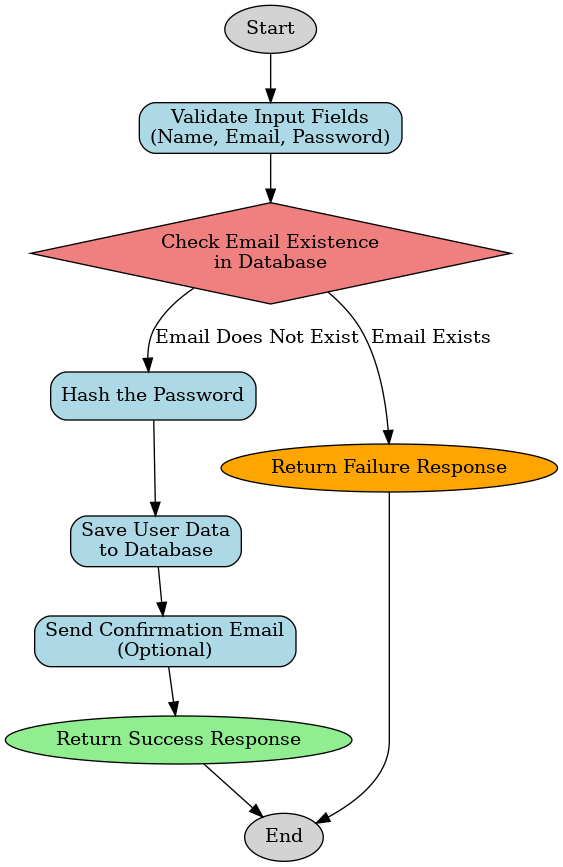 Start
Validate Input Fields
(Name, Email, Password)
Check Email Existence
in Database
Email Does Not Exist
Email Exists
Hash the Password
Return Failure Response
Save User Data
to Database
Send Confirmation Email
(Optional)
Return Success Response
End